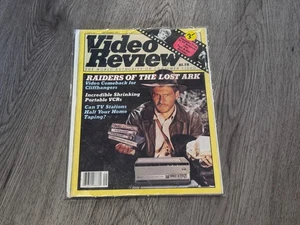 Video
Review
RAIDERS OF THE LOST ARK
Video Comeback for
Cliffhangers
Incredible Shrinking
Portable VCRs
Can TV Stations
Halt Your Home
Taping?